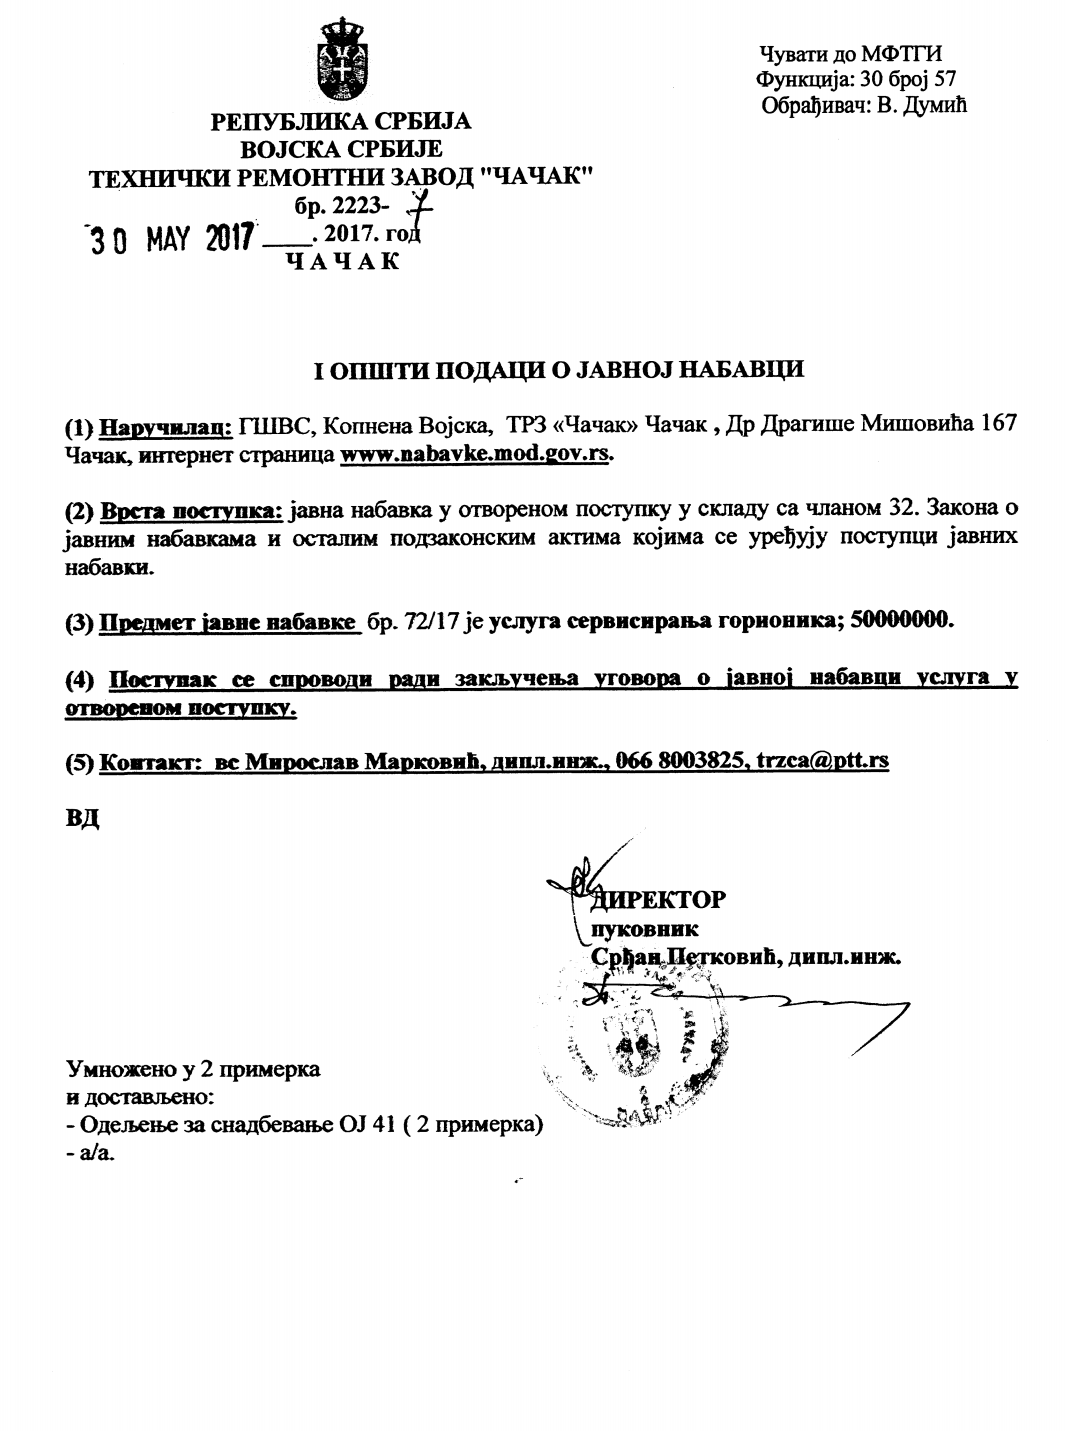 Чувати до МФТГИ
Функција: 30 број 57
Обрађивач: В. Думић
РЕПУБЛИКА СРБИЈА
ВОЈСКА СРБИЈЕ
ТЕХНИЧКИ РЕМОНТНИ ЗАВОД "ЧАЧАК"
бр. 2223- 7
30 MAY 2017 ____. 2017. год
Ч А Ч А К
I ОПШТИ ПОДАЦИ О ЈАВНОЈ НАБАВЦИ
(1) Наручилац: ГШВС, Копнена Војска, ТРЗ «Чачак» Чачак , Др Драгише Мишовића 167
Чачак, интернет страница www.nabavke.mod.gov.rs.
(2) Врста поступка: јавна набавка у отвореном поступку у складу са чланом 32. Закона о
јавним набавкама и осталим подзаконским актима којима се уређују поступци јавних
набавки.
(3) Предмет јавне набавке бр. 72/17 је услуга сервисирања горионика; 50000000.
(4) Поступак се спроводи ради закључења уговора о јавној набавци услуга у
отвореном поступку.
(5) Контакт: вс Мирослав Марковић, дипл.инж., 066 8003825, trzca@ptt.rs
ВД
ДИРЕКТОР
пуковник
Срђан Петковић, дипл.инж.
Умножено у 2 примерка
и достављено:
- Одељење за снадбевање ОЈ 41 ( 2 примерка)
- а/а.